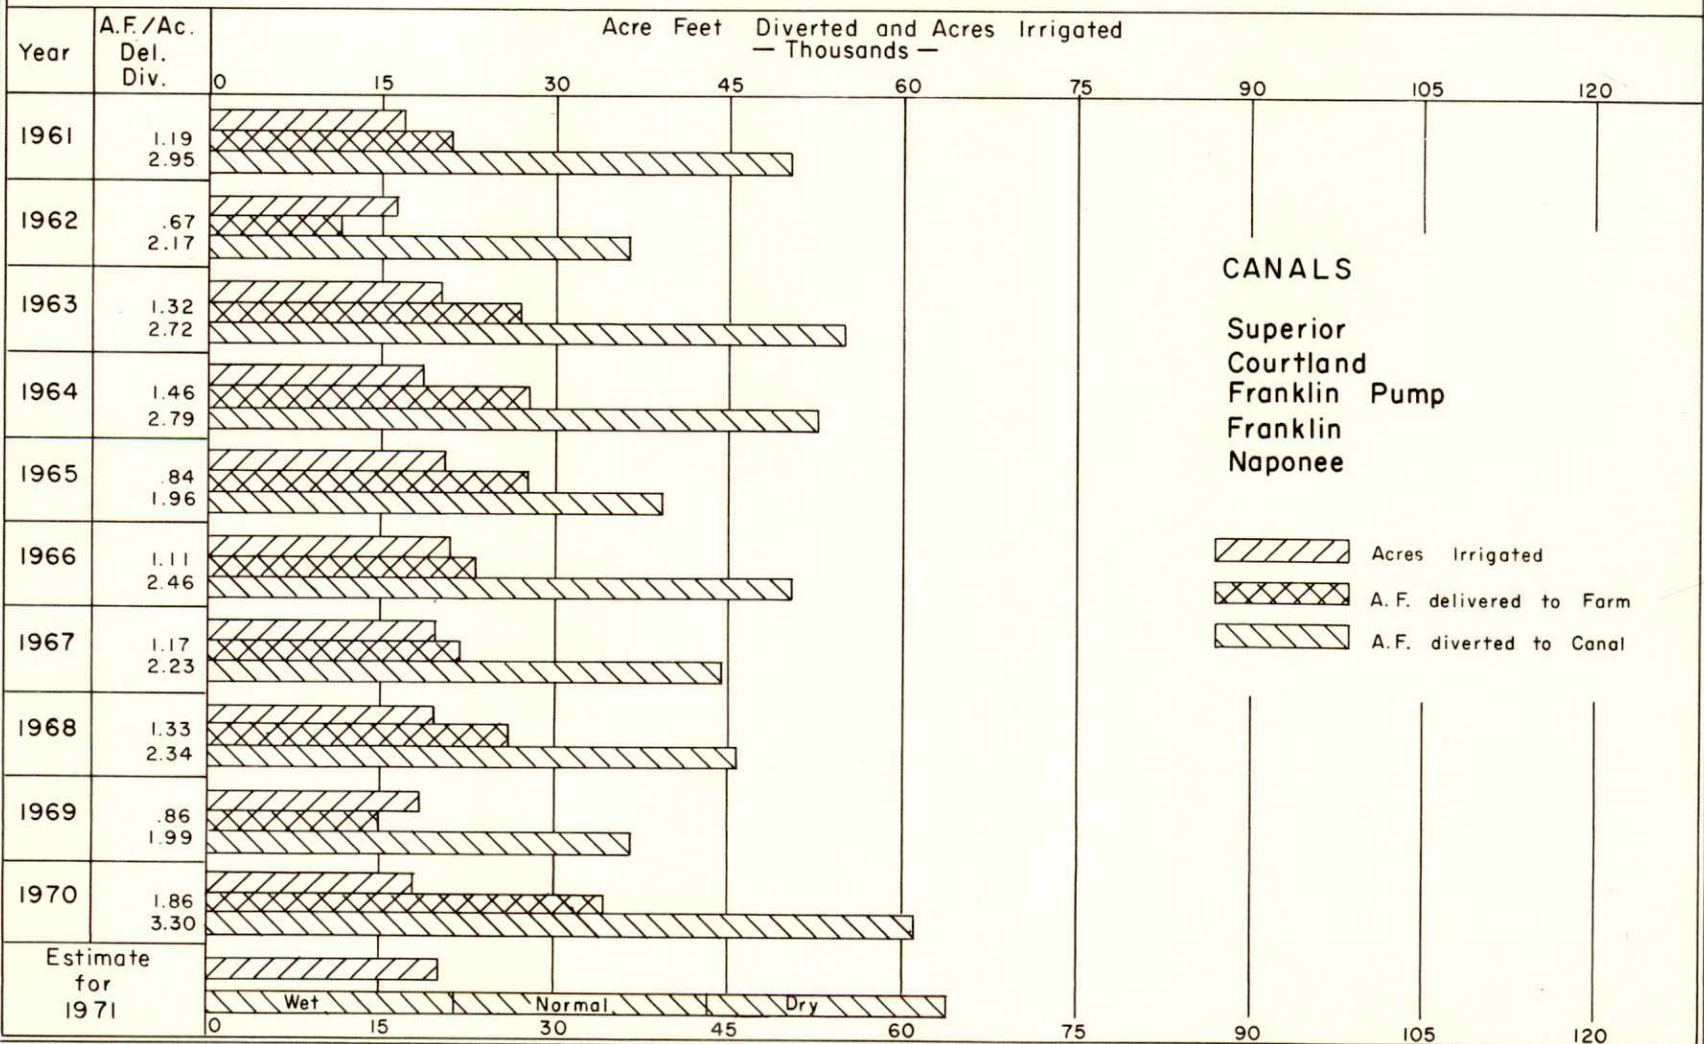 Acre Feet Diverted and Acres Irrigated
— Thousands —
Year
A.F./Ac.
Del.
Div.
0 15 30 45 60 75 90 105 120
1961
1.19
2.95
1962
.67
2.17
1963
1.32
2.72
1964
1.46
2.79
1965
.84
1.96
1966
1.11
2.46
1967
1.17
2.23
1968
1.33
2.34
1969
.86
1.99
1970
1.86
3.30
Estimate
for
1971
Wet Normal Dry
0 15 30 45 60 75 90 105 120
CANALS
Superior
Courtland
Franklin Pump
Franklin
Naponee
Acres Irrigated
A.F. delivered to Farm
A.F. diverted to Canal